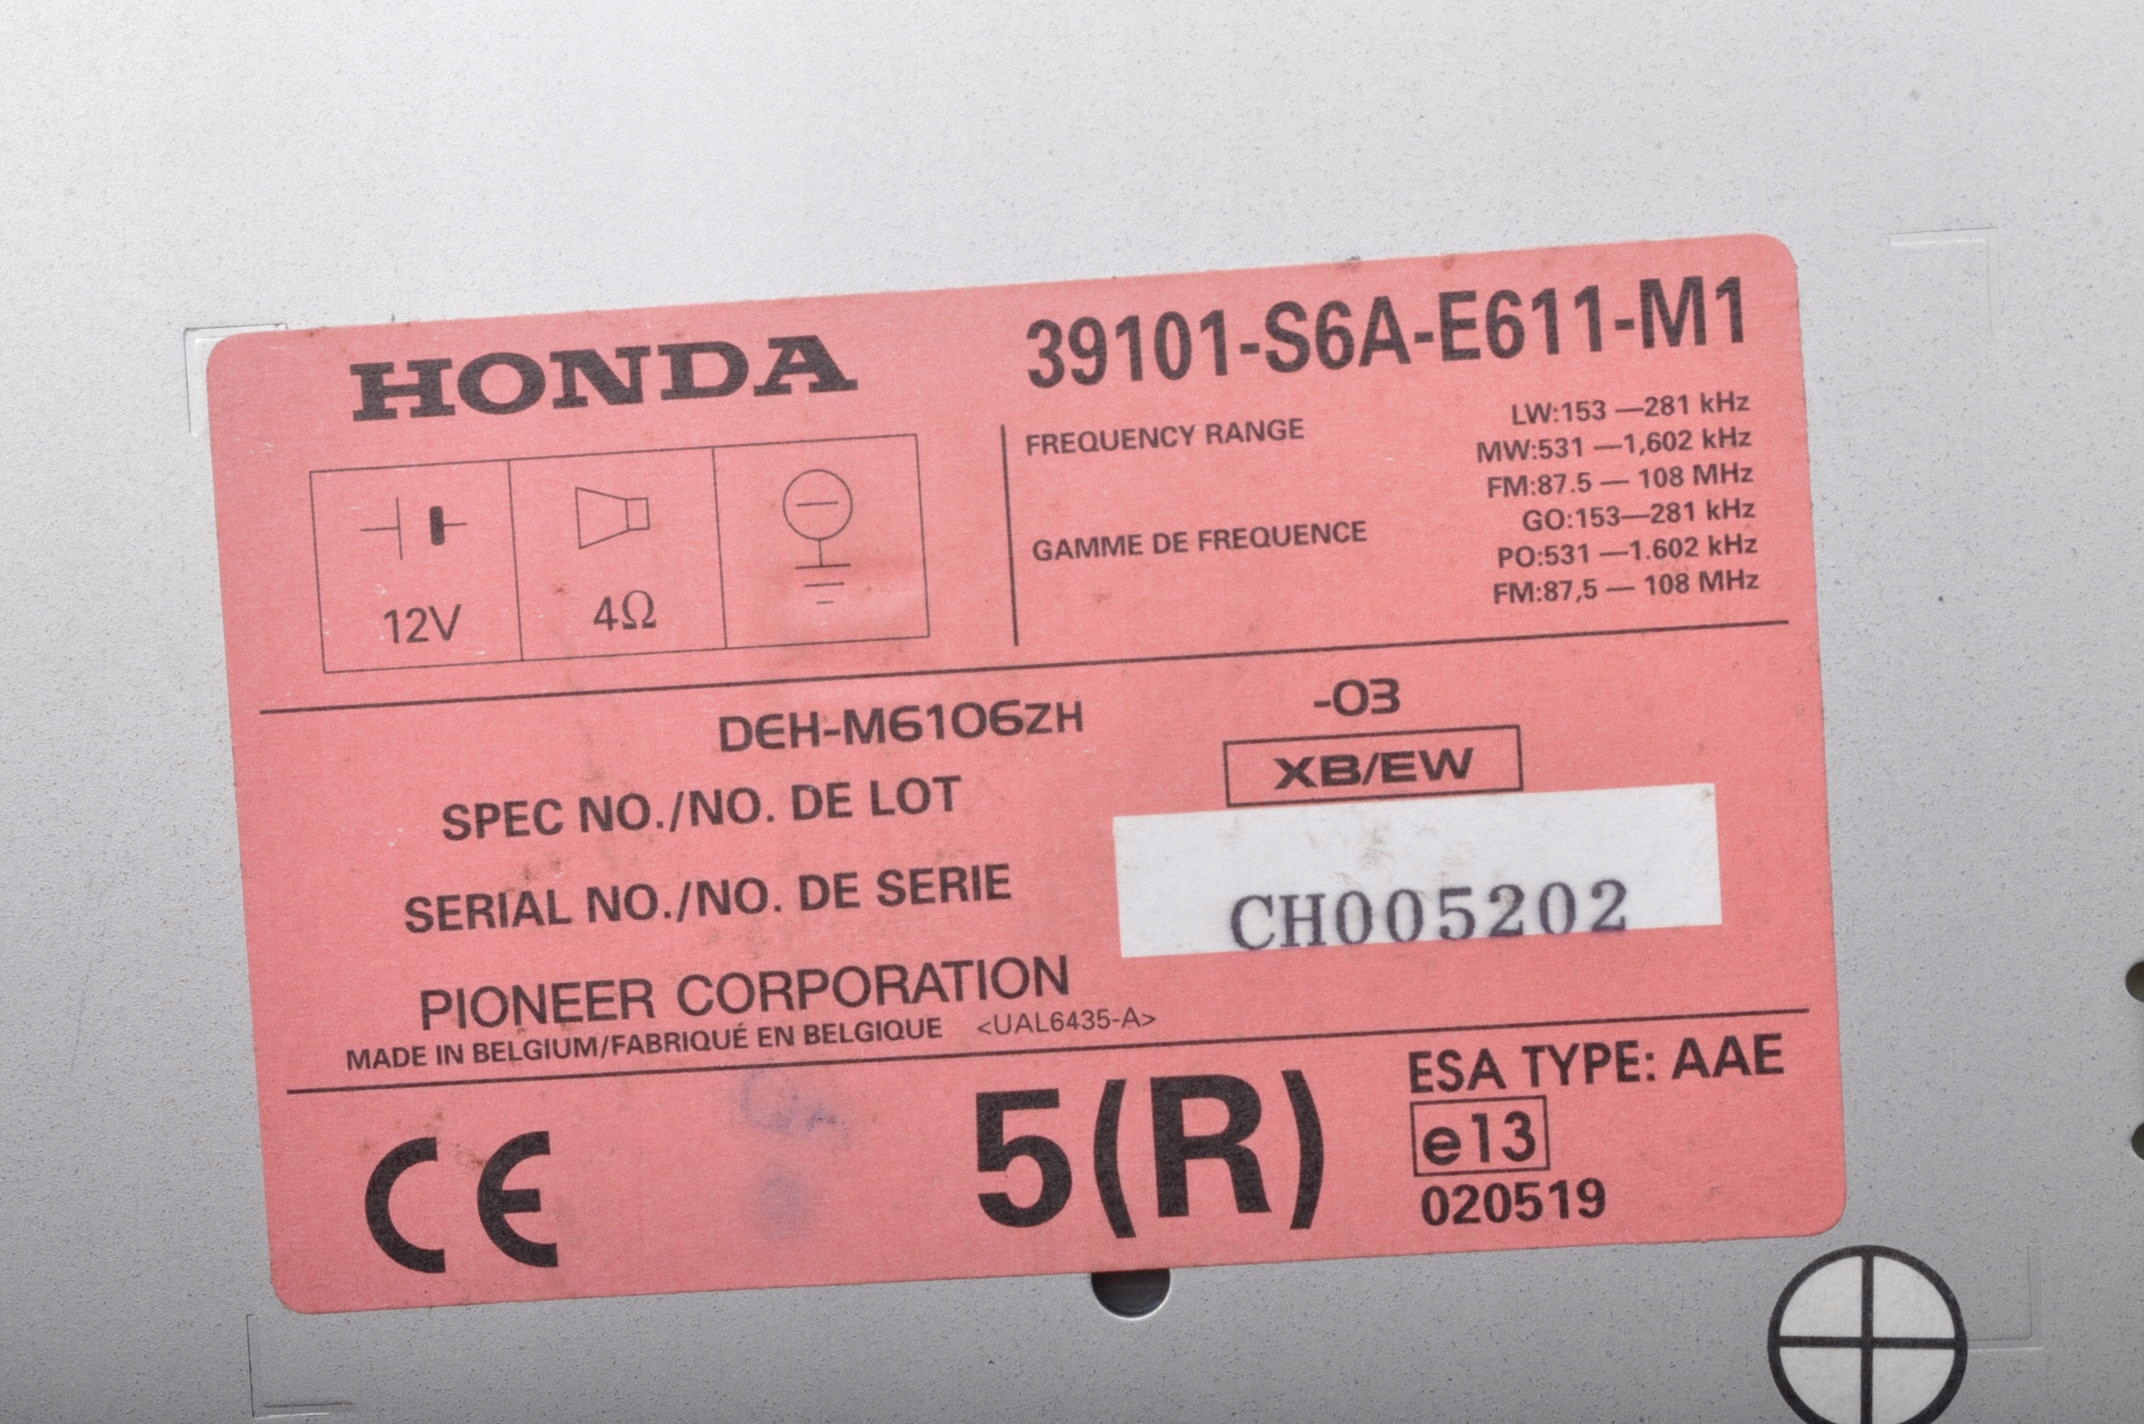 HONDA
39101-S6A-E611-M1
12V
4Ω
FREQUENCY RANGE
LW:153 —281 kHz
MW:531 —1,602 kHz
FM:87.5 — 108 MHz
GAMME DE FREQUENCE
GO:153—281 kHz
PO:531 —1.602 kHz
FM:87,5 — 108 MHz
DEH-M6106ZH -03
XB/EW
SPEC NO./NO. DE LOT
SERIAL NO./NO. DE SERIE
CH005202
PIONEER CORPORATION
MADE IN BELGIUM/FABRIQUÉ EN BELGIQUE <UAL6435-A>
CE
5(R)
ESA TYPE: AAE
e13
020519